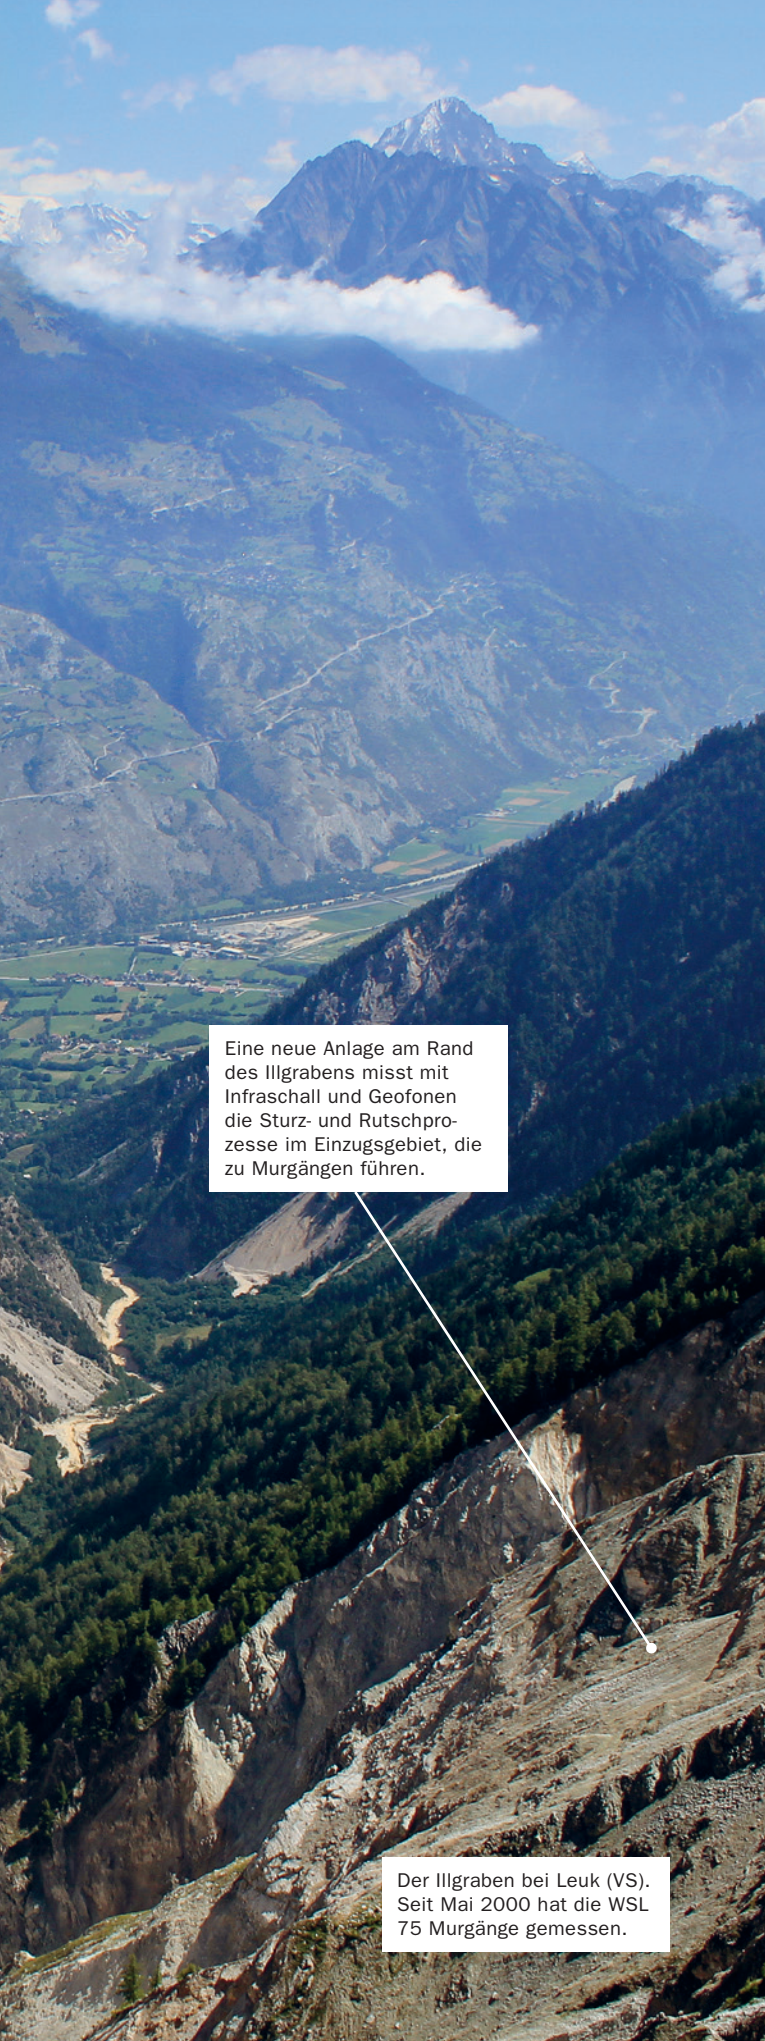 Eine neue Anlage am Rand
des Illgrabens misst mit
Infraschall und Geofonen
die Sturz- und Rutschpro-
zesse im Einzugsgebiet, die
zu Murgängen führen.
Der Illgraben bei Leuk (VS).
Seit Mai 2000 hat die WSL
75 Murgänge gemessen.